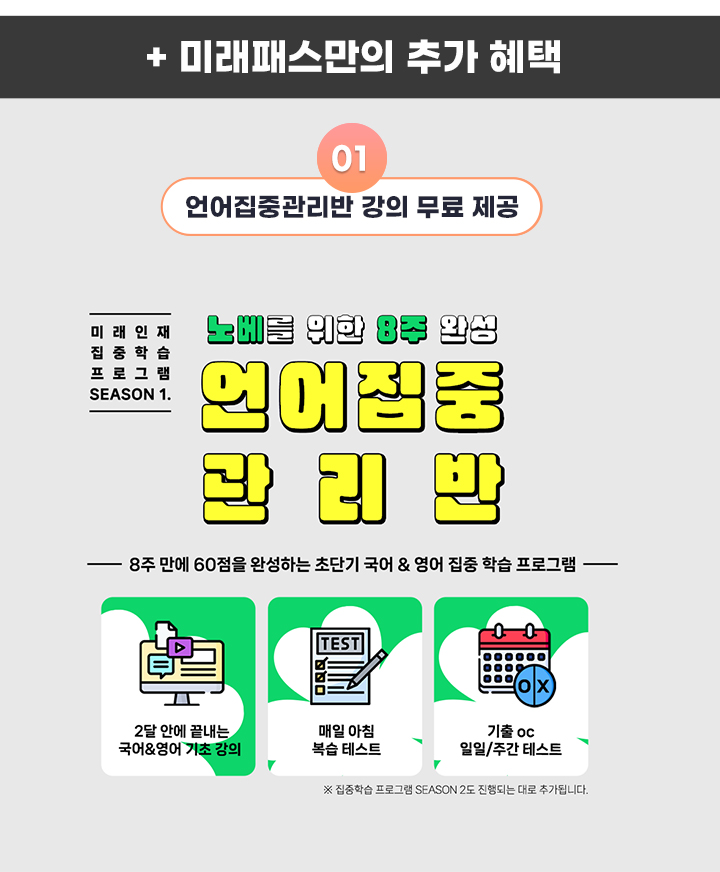 + 미래패스만의 추가 혜택
01
언어집중관리반 강의 무료 제공
미래인재
집중학습
프로그램
SEASON 1.
노베를 위한 8주 완성
언어집중
관리반
8주 만에 60점을 완성하는 초단기 국어 & 영어 집중 학습 프로그램
2달 안에 끝내는
국어&영어 기초 강의
TEST
매일 아침
복습 테스트
O X
기출 oc
일일/주간 테스트
※ 집중학습 프로그램 SEASON 2도 진행되는 대로 추가됩니다.